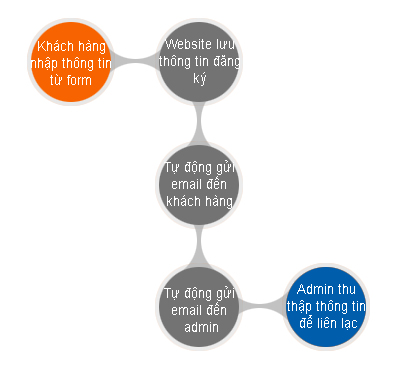 Khách hàng
nhập thông tin
từ form
Website lưu
thông tin đăng
ký
Tự động gửi
email đến
khách hàng
Tự động gửi
email đến
admin
Admin thu
thập thông tin
để liên lạc